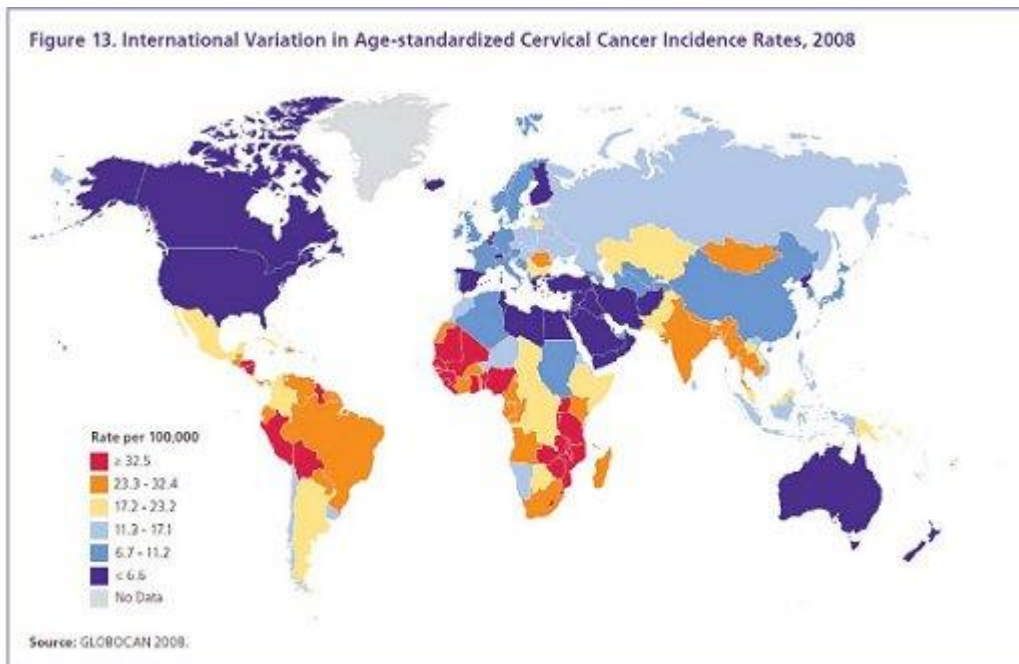 Figure 13. International Variation in Age-standardized Cervical Cancer Incidence Rates, 2008
Rate per 100,000
≥ 32.5
23.3 - 32.4
17.2 - 23.2
11.3 - 17.1
6.7 - 11.2
≤ 6.6
No Data
Source: GLOBOCAN 2008.